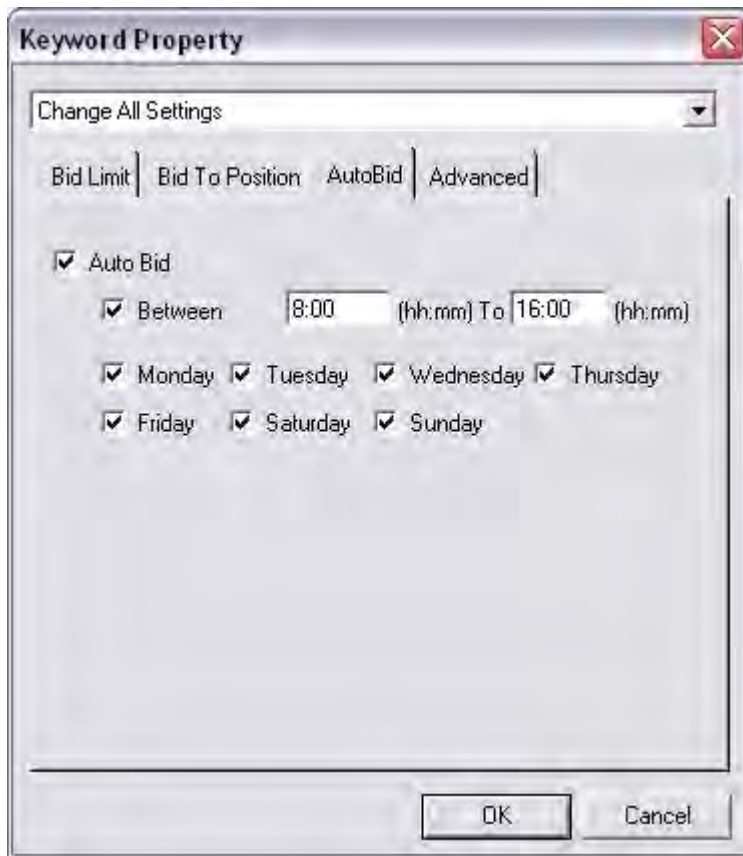 Keyword Property
Change All Settings
Bid Limit Bid To Position AutoBid Advanced
Auto Bid
Between 8:00 (hh:mm) To 16:00 (hh:mm)
Monday Tuesday Wednesday Thursday
Friday Saturday Sunday
OK Cancel